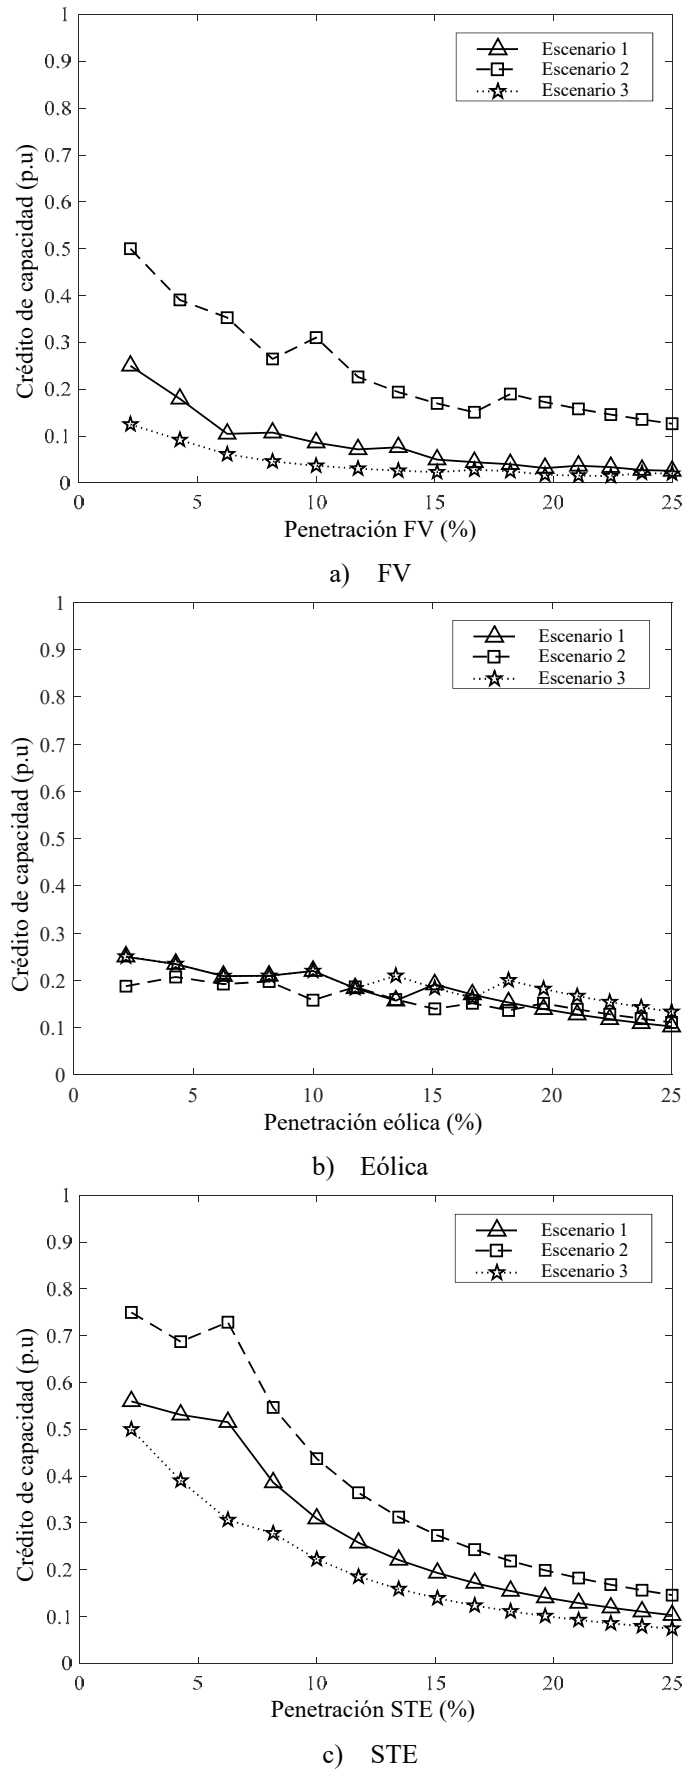 1
0.9
0.8
0.7
0.6
0.5
0.4
0.3
0.2
0.1
0
Crédito de capacidad (p.u)
Escenario 1
Escenario 2
Escenario 3
0 5 10 15 20 25
Penetración FV (%)
a) FV
1
0.9
0.8
0.7
0.6
0.5
0.4
0.3
0.2
0.1
0
Crédito de capacidad (p.u)
Escenario 1
Escenario 2
Escenario 3
0 5 10 15 20 25
Penetración eólica (%)
b) Eólica
1
0.9
0.8
0.7
0.6
0.5
0.4
0.3
0.2
0.1
0
Crédito de capacidad (p.u)
Escenario 1
Escenario 2
Escenario 3
0 5 10 15 20 25
Penetración STE (%)
c) STE